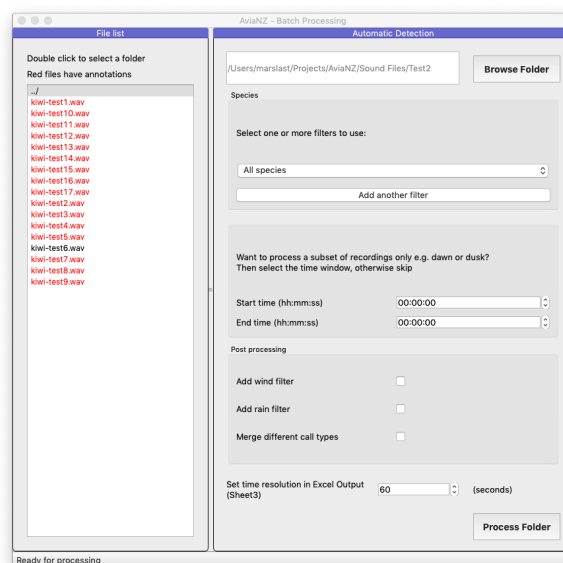 AviaNZ - Batch Processing
File list
Double click to select a folder
Red files have annotations
../
kiwi-test1.wav
kiwi-test10.wav
kiwi-test11.wav
kiwi-test12.wav
kiwi-test13.wav
kiwi-test14.wav
kiwi-test15.wav
kiwi-test16.wav
kiwi-test17.wav
kiwi-test2.wav
kiwi-test3.wav
kiwi-test4.wav
kiwi-test5.wav
kiwi-test6.wav
kiwi-test7.wav
kiwi-test8.wav
kiwi-test9.wav
Automatic Detection
/Users/marslast/Projects/AviaNZ/Sound Files/Test2
Browse Folder
Species
Select one or more filters to use:
All species
Add another filter
Want to process a subset of recordings only e.g. dawn or dusk?
Then select the time window, otherwise skip
Start time (hh:mm:ss) 00:00:00
End time (hh:mm:ss) 00:00:00
Post processing
Add wind filter
Add rain filter
Merge different call types
Set time resolution in Excel Output
(Sheet3)
60
(seconds)
Process Folder
Ready for processing